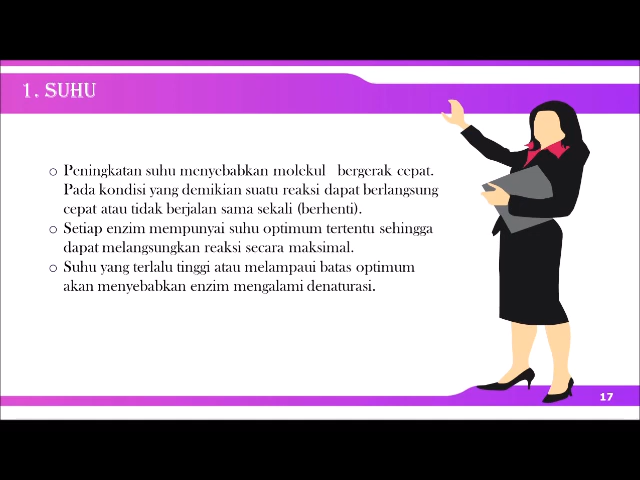 1. SUHU
o Peningkatan suhu menyebabkan molekul bergerak cepat.
Pada kondisi yang demikian suatu reaksi dapat berlangsung
cepat atau tidak berjalan sama sekali (berhenti).
o Setiap enzim mempunyai suhu optimum tertentu sehingga
dapat melangsungkan reaksi secara maksimal.
o Suhu yang terlalu tinggi atau melampaui batas optimum
akan menyebabkan enzim mengalami denaturasi.
17